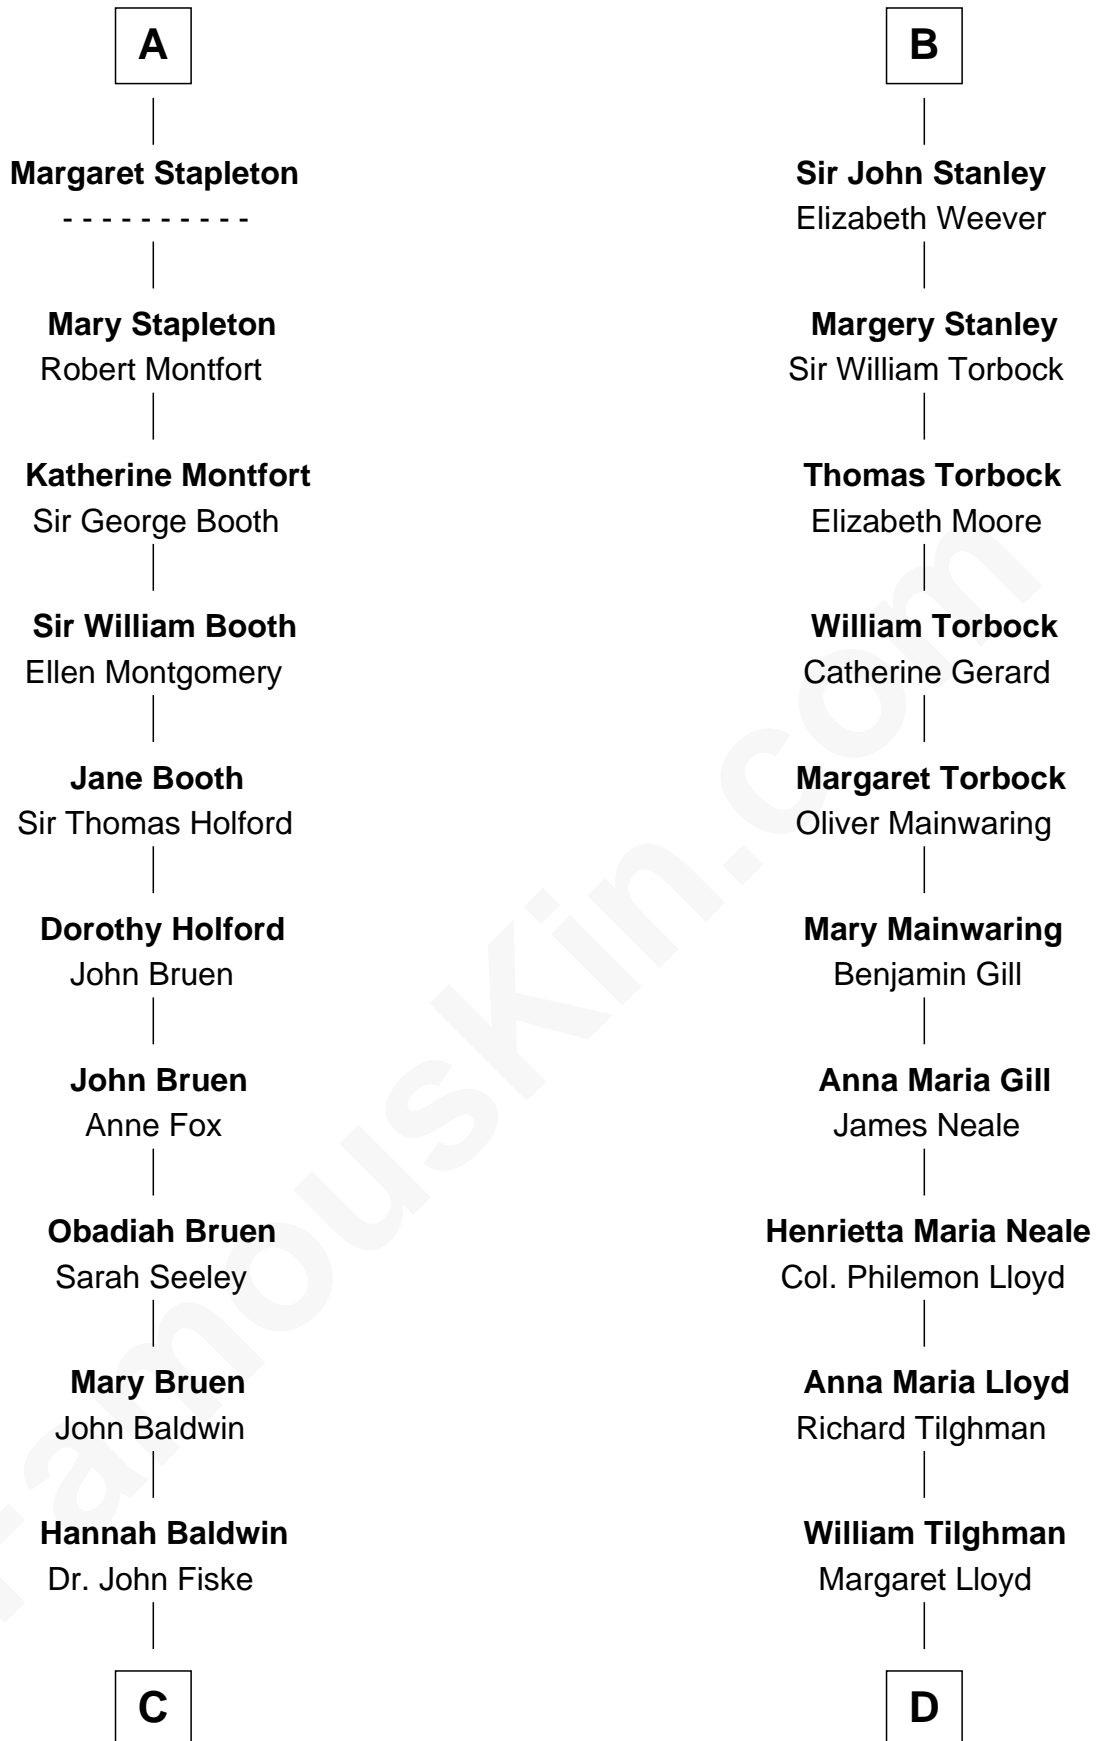 A
Margaret Stapleton
- - - - - - - - - -
Mary Stapleton
Robert Montfort
Katherine Montfort
Sir George Booth
Sir William Booth
Ellen Montgomery
Jane Booth
Sir Thomas Holford
Dorothy Holford
John Bruen
John Bruen
Anne Fox
Obadiah Bruen
Sarah Seeley
Mary Bruen
John Baldwin
Hannah Baldwin
Dr. John Fiske
C
B
Sir John Stanley
Elizabeth Weever
Margery Stanley
Sir William Torbock
Thomas Torbock
Elizabeth Moore
William Torbock
Catherine Gerard
Margaret Torbock
Oliver Mainwaring
Mary Mainwaring
Benjamin Gill
Anna Maria Gill
James Neale
Henrietta Maria Neale
Col. Philemon Lloyd
Anna Maria Lloyd
Richard Tilghman
William Tilghman
Margaret Lloyd
D
FamousKin.com